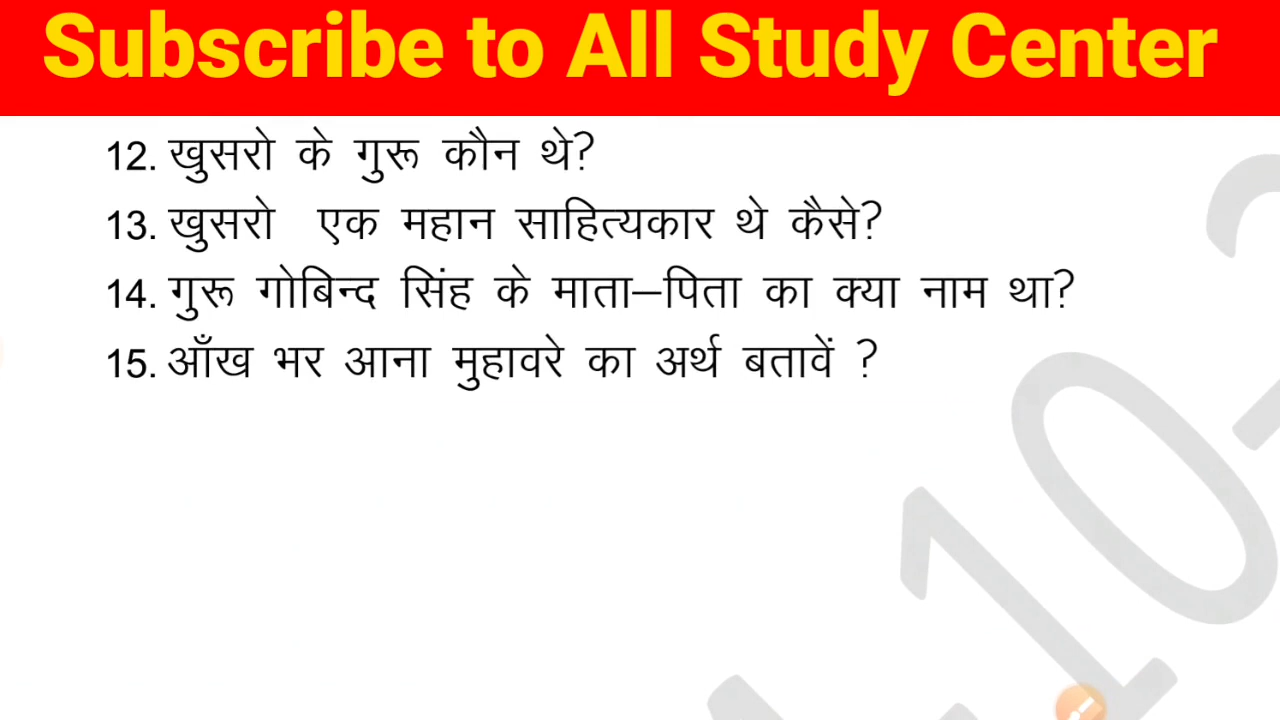 Subscribe to All Study Center
12. खुसरो के गुरू कौन थे?
13. खुसरो एक महान साहित्यकार थे कैसे?
14. गुरू गोबिन्द सिंह के माता–पिता का क्या नाम था?
15. आँख भर आना मुहावरे का अर्थ बतावें ?